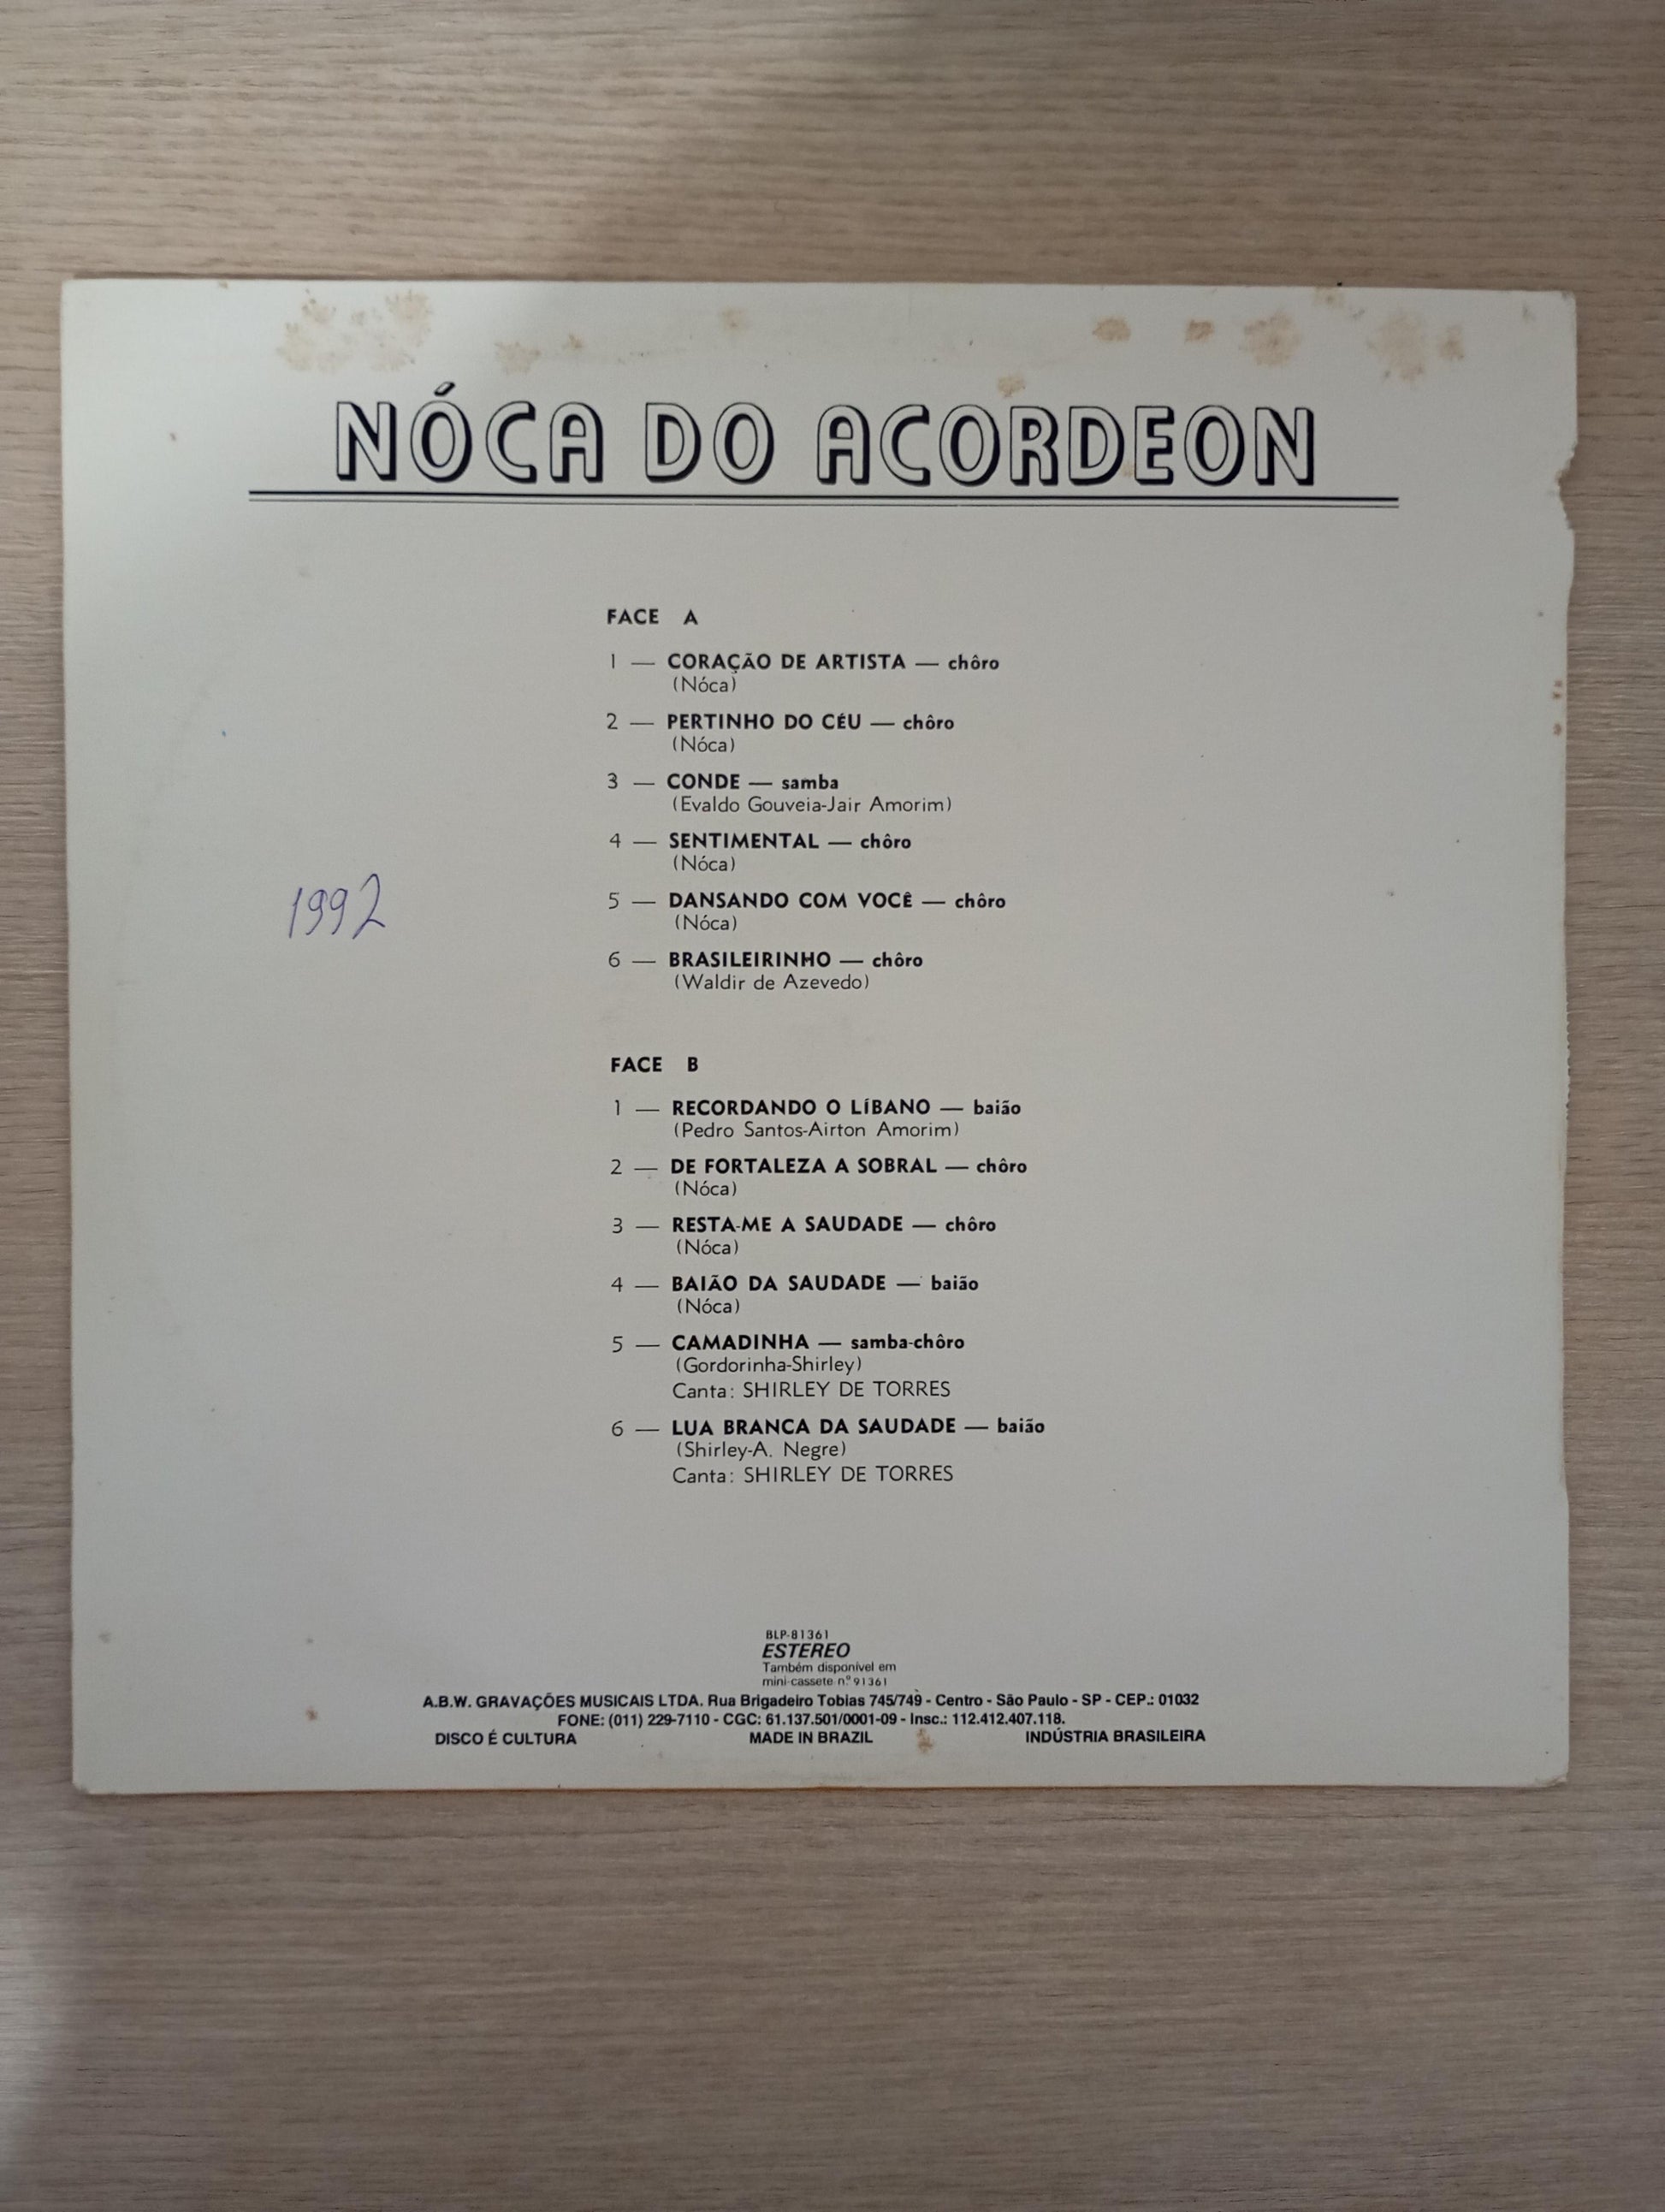 NÓCA DO ACORDEON
FACE A
1 — CORAÇÃO DE ARTISTA — chôro
(Nóca)
2 — PERTINHO DO CÉU — chôro
(Nóca)
3 — CONDE — samba
(Evaldo Gouveia-Jair Amorim)
4 — SENTIMENTAL — chôro
(Nóca)
5 — DANSANDO COM VOCÊ — chôro
(Nóca)
6 — BRASILEIRINHO — chôro
(Waldir de Azevedo)
1992
FACE B
1 — RECORDANDO O LÍBANO — baião
(Pedro Santos-Airton Amorim)
2 — DE FORTALEZA A SOBRAL — chôro
(Nóca)
3 — RESTA-ME A SAUDADE — chôro
(Nóca)
4 — BAIÃO DA SAUDADE — baião
(Nóca)
5 — CAMADINHA — samba-chôro
(Gordorinha-Shirley)
Canta: SHIRLEY DE TORRES
6 — LUA BRANCA DA SAUDADE — baião
(Shirley-A. Negre)
Canta: SHIRLEY DE TORRES
BLP-81361
ESTEREO
Também disponível em
mini-cassete n.º 91361
A.B.W. GRAVAÇÕES MUSICAIS LTDA. Rua Brigadeiro Tobias 745/749 - Centro - São Paulo - SP - CEP.: 01032
FONE: (011) 229-7110 - CGC: 61.137.501/0001-09 - Insc.: 112.412.407.118.
DISCO É CULTURA MADE IN BRAZIL INDÚSTRIA BRASILEIRA